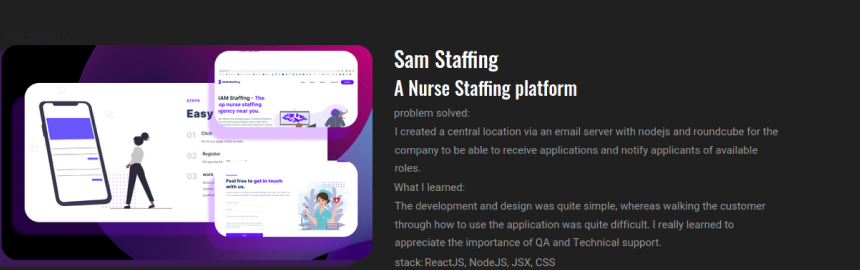 Sam Staffing
A Nurse Staffing platform
problem solved:
I created a central location via an email server with nodejs and roundcube for the
company to be able to receive applications and notify applicants of available
roles.
What I learned:
The development and design was quite simple, whereas walking the customer
through how to use the application was quite difficult. I really learned to
appreciate the importance of QA and Technical support.
stack: ReactJS, NodeJS, JSX, CSS
STEPS
Easy
01 Click
02 Register
03
SAM Staffing - The
top nurse staffing
agency near you.
Feel free to get in touch
with us.